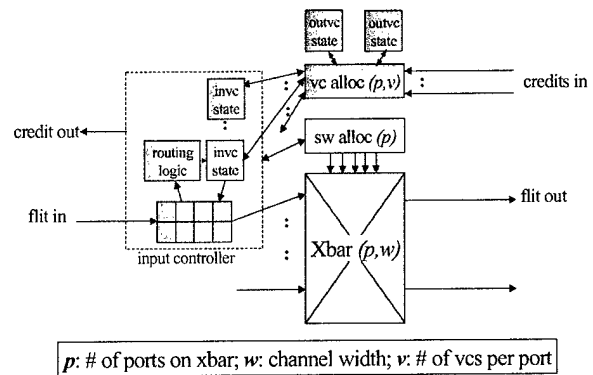 outvc
state
outvc
state
vc alloc (p,v)
credits in
invc
state
credit out
sw alloc (p)
routing
logic
invc
state
flit in
flit out
Xbar (p,w)
input controller
p: # of ports on xbar; w: channel width; v: # of vcs per port